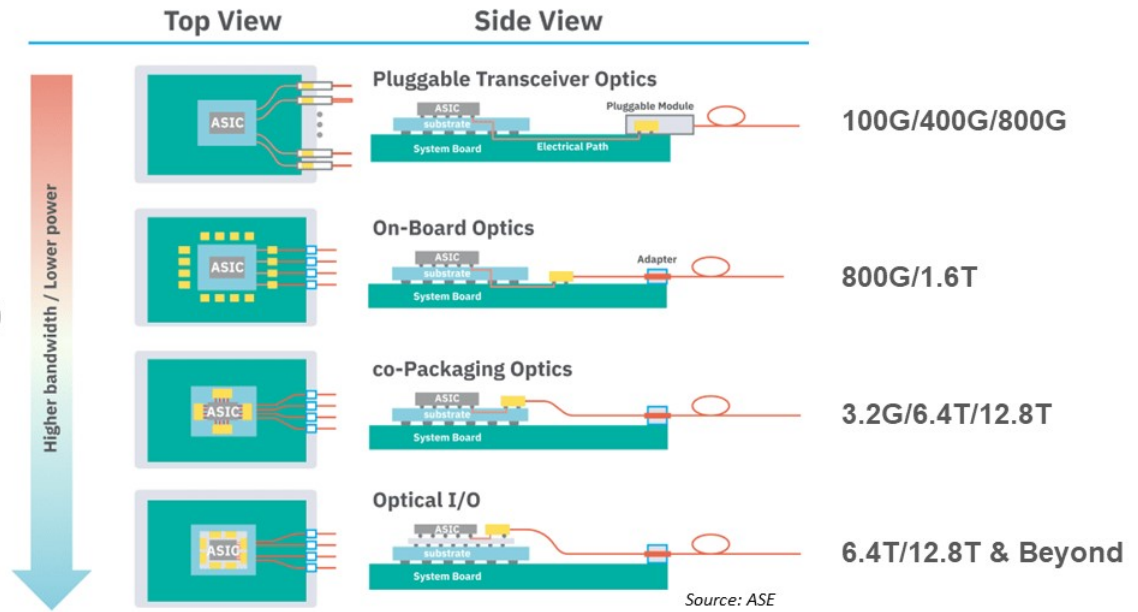 Top View
Side View
Higher bandwidth / Lower power
Pluggable Transceiver Optics
ASIC
ASIC
substrate
System Board
Electrical Path
Pluggable Module
100G/400G/800G
On-Board Optics
ASIC
ASIC
substrate
System Board
Adapter
800G/1.6T
co-Packaging Optics
ASIC
ASIC
substrate
System Board
3.2G/6.4T/12.8T
Optical I/O
ASIC
ASIC
substrate
System Board
6.4T/12.8T & Beyond
Source: ASE